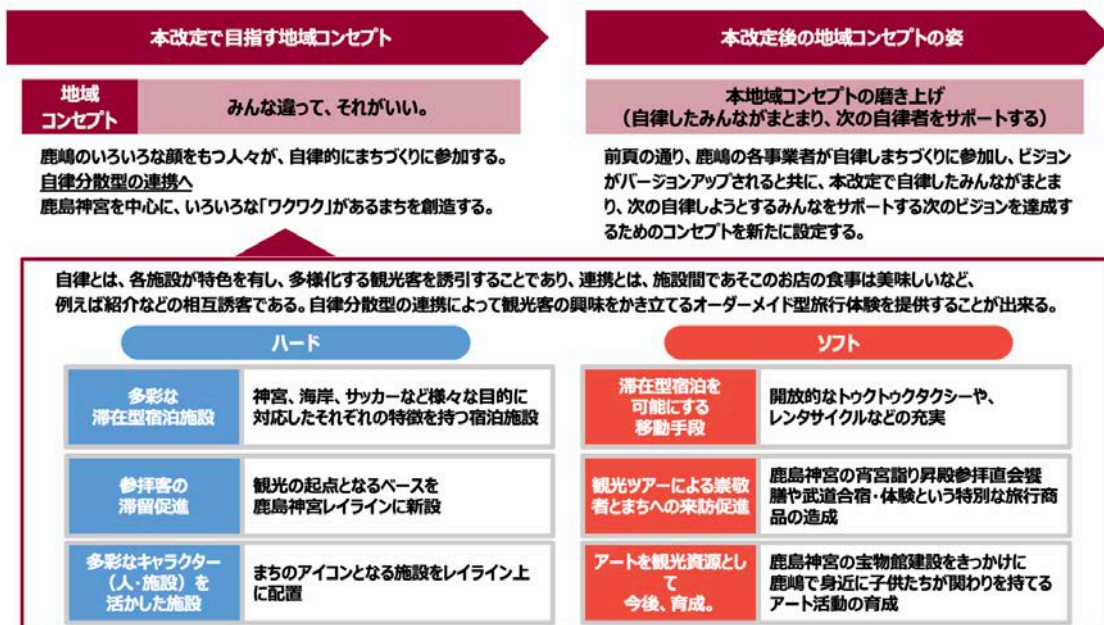 本改定で目指す地域コンセプト
本改定後の地域コンセプトの姿
地域
コンセプト
みんな違って、それがいい。
本地域コンセプトの磨き上げ
（自律したみんながまとまり、次の自律者をサポートする）
鹿嶋のいろいろな顔をもつ人々が、自律的にまちづくりに参加する。
自律分散型の連携へ
鹿島神宮を中心に、いろいろな「ワクワク」があるまちを創造する。
前頁の通り、鹿嶋の各事業者が自律しまちづくりに参加し、ビジョン
がバージョンアップされると共に、本改定で自律したみんながまとま
り、次の自律しようとするみんなをサポートする次のビジョンを達成す
るためのコンセプトを新たに設定する。
自律とは、各施設が特色を有し、多様化する観光客を誘引することであり、連携とは、施設間であそこのお店の食事は美味しいなど、
例えば紹介などの相互誘客である。自律分散型の連携によって観光客の興味をかき立てるオーダーメイド型旅行体験を提供することが出来る。
ハード
多彩な
滞在型宿泊施設
神宮、海岸、サッカーなど様々な目的に
対応したそれぞれの特徴を持つ宿泊施設
参拝客の
滞留促進
観光の起点となるベースを
鹿島神宮レイラインに新設
多彩なキャラクター
（人・施設）を
活かした施設
まちのアイコンとなる施設をレイライン上
に配置
ソフト
滞在型宿泊を
可能にする
移動手段
開放的なトゥクトゥクタクシーや、
レンタサイクルなどの充実
観光ツアーによる崇敬
者とまちへの来訪促進
鹿島神宮の宵宮詣り昇殿参拝直会饗
膳や武道合宿・体験という特別な旅行商
品の造成
アートを観光資源とし
て
今後、育成。
鹿島神宮の宝物館建設をきっかけに
鹿嶋で身近に子供たちが関わりを持てる
アート活動の育成